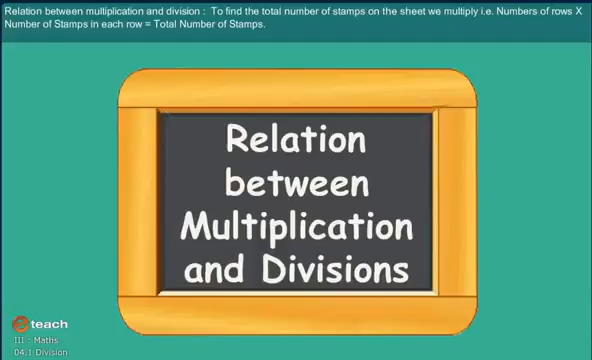 Relation between multiplication and division : To find the total number of stamps on the sheet we multiply i.e. Numbers of rows X
Number of Stamps in each row = Total Number of Stamps.
Relation
between
Multiplication
and Divisions
e teach
III : Maths
04.1 Division